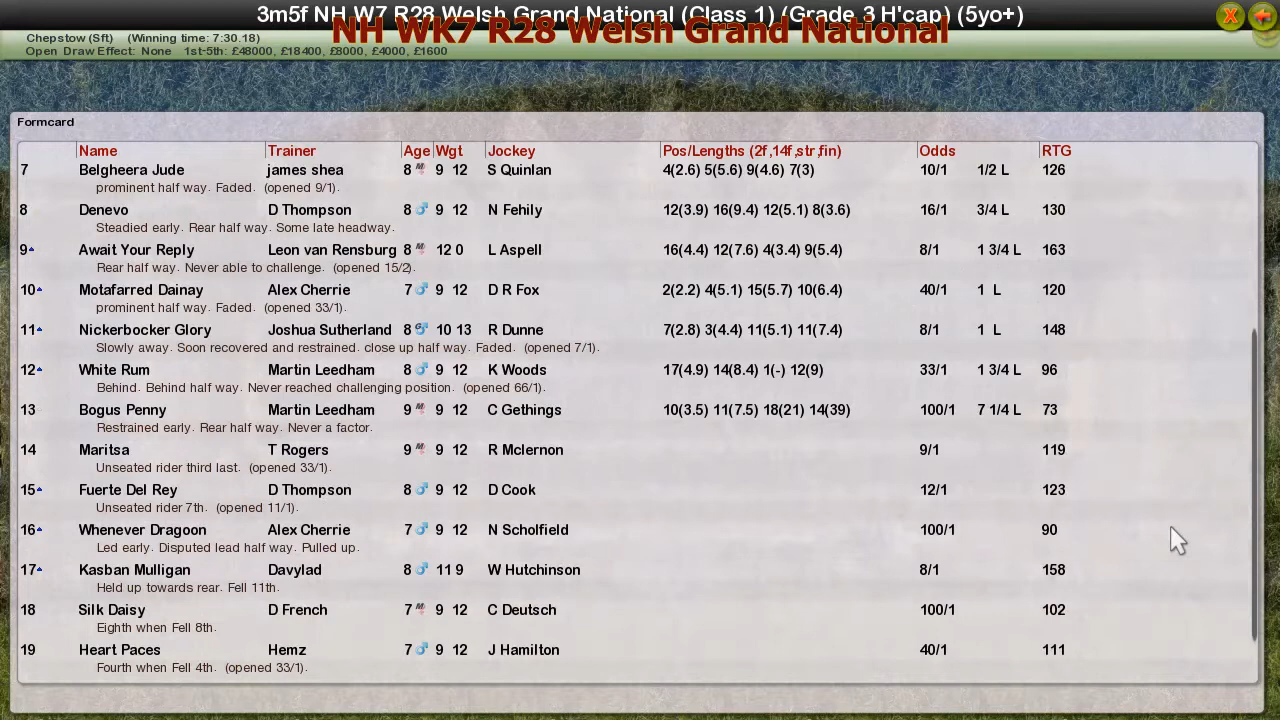 3m5f NH W7 R28 Welsh Grand National (Class 1) (Grade 3 H'cap) (5yo+)
NH WK7 R28 Welsh Grand National
Chepstow (Sft) (Winning time: 7:30.18)
Open Draw Effect: None 1st-5th: £48000, £18400, £8000, £4000, £1600
Formcard
Name Trainer Age Wgt Jockey Pos/Lengths (2f,14f,str,fin) Odds RTG
7 Belgheera Jude james shea 8 9 12 S Quinlan 4(2.6) 5(5.6) 9(4.6) 7(3) 10/1 1/2 L 126
prominent half way. Faded. (opened 9/1).
8 Denevo D Thompson 8 9 12 N Fehily 12(3.9) 16(9.4) 12(5.1) 8(3.6) 16/1 3/4 L 130
Steadied early. Rear half way. Some late headway.
9 Await Your Reply Leon van Rensburg 8 12 0 L Aspell 16(4.4) 12(7.6) 4(3.4) 9(5.4) 8/1 1 3/4 L 163
Rear half way. Never able to challenge. (opened 15/2).
10 Motafarred Dainay Alex Cherrie 7 9 12 D R Fox 2(2.2) 4(5.1) 15(5.7) 10(6.4) 40/1 1 L 120
prominent half way. Faded. (opened 33/1).
11 Nickerbocker Glory Joshua Sutherland 8 10 13 R Dunne 7(2.8) 3(4.4) 11(5.1) 11(7.4) 8/1 1 L 148
Slowly away. Soon recovered and restrained. close up half way. Faded. (opened 7/1).
12 White Rum Martin Leedham 8 9 12 K Woods 17(4.9) 14(8.4) 1(-) 12(9) 33/1 1 3/4 L 96
Behind. Behind half way. Never reached challenging position. (opened 66/1).
13 Bogus Penny Martin Leedham 9 9 12 C Gethings 10(3.5) 11(7.5) 18(21) 14(39) 100/1 7 1/4 L 73
Restrained early. Rear half way. Never a factor.
14 Maritsa T Rogers 9 9 12 R Mclernon 9/1 119
Unseated rider third last. (opened 33/1).
15 Fuerte Del Rey D Thompson 8 9 12 D Cook 12/1 123
Unseated rider 7th. (opened 11/1).
16 Whenever Dragoon Alex Cherrie 7 9 12 N Scholfield 100/1 90
Led early. Disputed lead half way. Pulled up.
17 Kasban Mulligan Davylad 8 11 9 W Hutchinson 8/1 158
Held up towards rear. Fell 11th.
18 Silk Daisy D French 7 9 12 C Deutsch 100/1 102
Eighth when Fell 8th.
19 Heart Paces Hemz 7 9 12 J Hamilton 40/1 111
Fourth when Fell 4th. (opened 33/1).